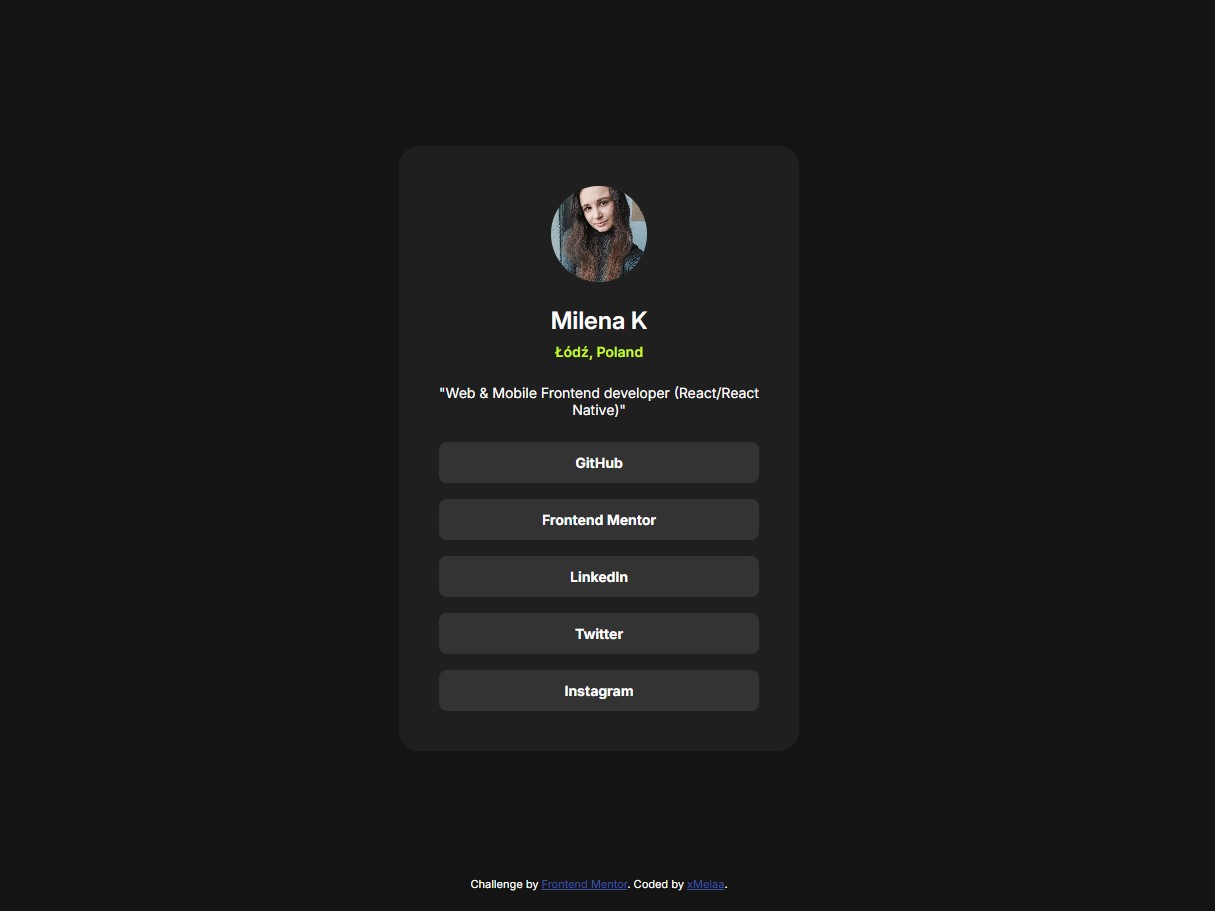 Milena K
Łódź, Poland
"Web & Mobile Frontend developer (React/React
Native)"
GitHub
Frontend Mentor
LinkedIn
Twitter
Instagram
Challenge by Frontend Mentor. Coded by xMelaa.